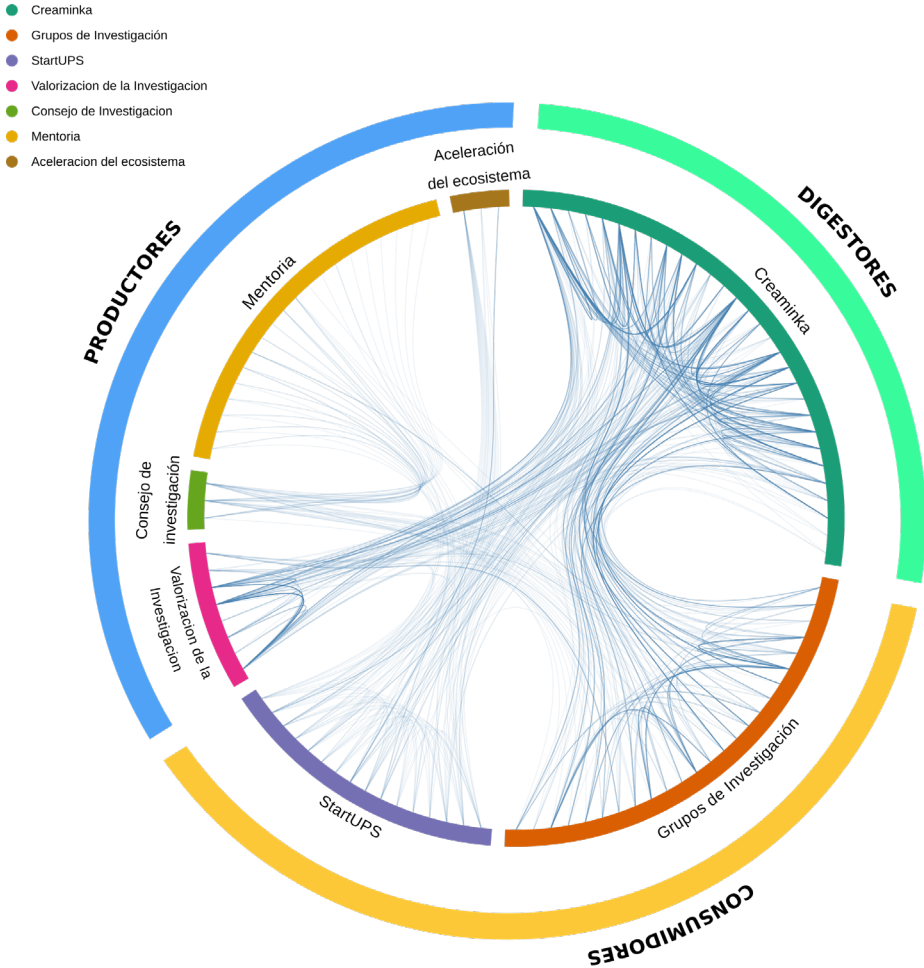 Creaminka
Grupos de Investigación
StartUPS
Valorizacion de la Investigacion
Consejo de Investigacion
Mentoria
Aceleracion del ecosistema
PRODUCTORES
DIGESTORES
CONSUMIDORES
Aceleración
del ecosistema
Creaminka
Mentoria
Consejo de
investigación
Valorizacion de la
Investigacion
StartUPS
Grupos de Investigación